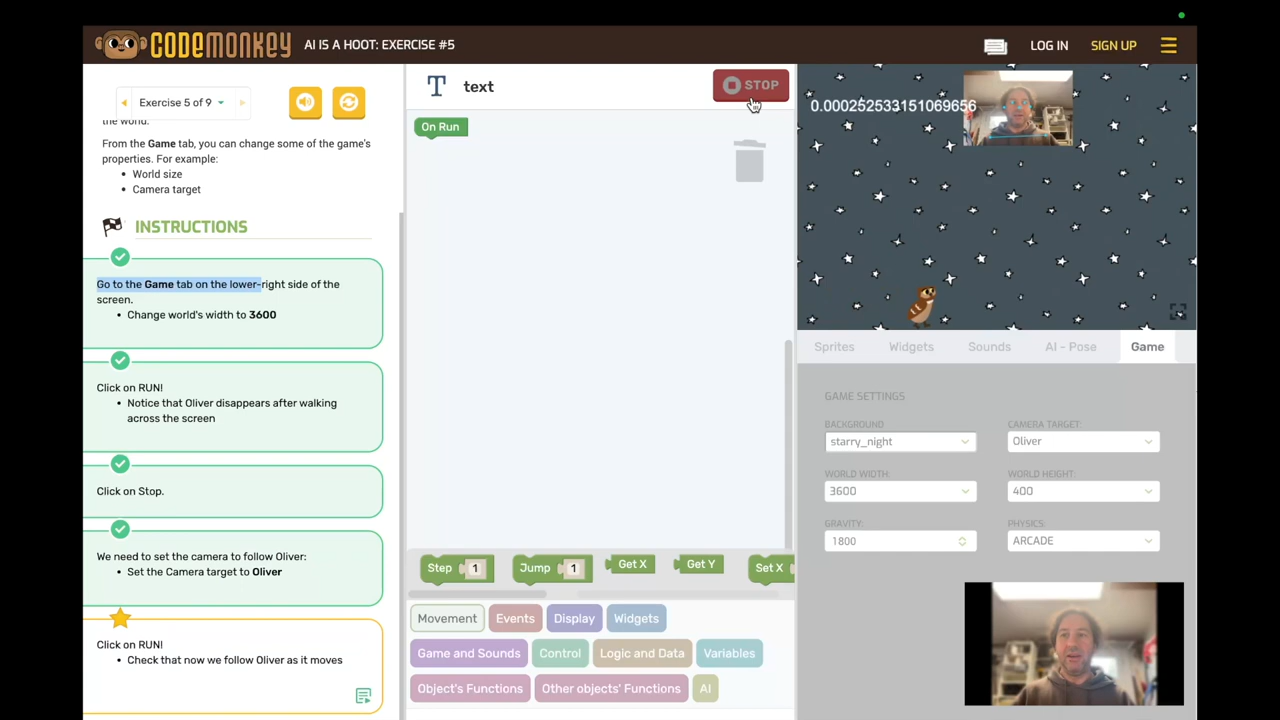 CODEMONKEY
AI IS A HOOT: EXERCISE #5
LOG IN
SIGN UP
Exercise 5 of 9
the world.
From the Game tab, you can change some of the game's
properties. For example:
• World size
• Camera target
INSTRUCTIONS
Go to the Game tab on the lower-right side of the
screen.
• Change world's width to 3600
Click on RUN!
• Notice that Oliver disappears after walking
across the screen
Click on Stop.
We need to set the camera to follow Oliver:
• Set the Camera target to Oliver
Click on RUN!
• Check that now we follow Oliver as it moves
T text
STOP
On Run
Step 1
Jump 1
Get X
Get Y
Set X
Movement
Events
Display
Widgets
Game and Sounds
Control
Logic and Data
Variables
Object's Functions
Other objects' Functions
AI
0.000252533151069656
Sprites
Widgets
Sounds
AI - Pose
Game
GAME SETTINGS
BACKGROUND
CAMERA TARGET:
starry_night
Oliver
WORLD WIDTH:
WORLD HEIGHT:
3600
400
GRAVITY:
PHYSICS:
1800
ARCADE